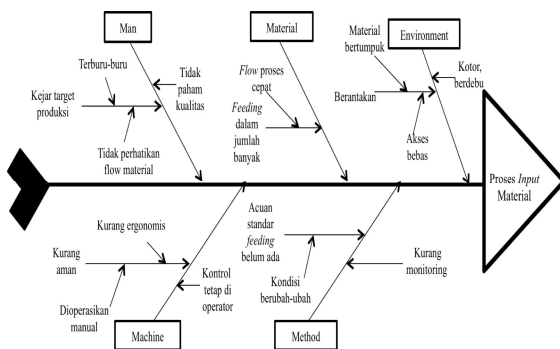 Man
Material
Environment
Terburu-buru
Tidak
paham
kualitas
Kejar target
produksi
Tidak perhatikan
flow material
Flow proses
cepat
Feeding
dalam
jumlah
banyak
Material
bertumpuk
Kotor,
berdebu
Berantakan
Akses
bebas
Proses Input
Material
Kurang ergonomis
Kurang
aman
Dioperasikan
manual
Kontrol
tetap di
operator
Acuan
standar
feeding
belum ada
Kondisi
berubah-ubah
Kurang
monitoring
Machine
Method